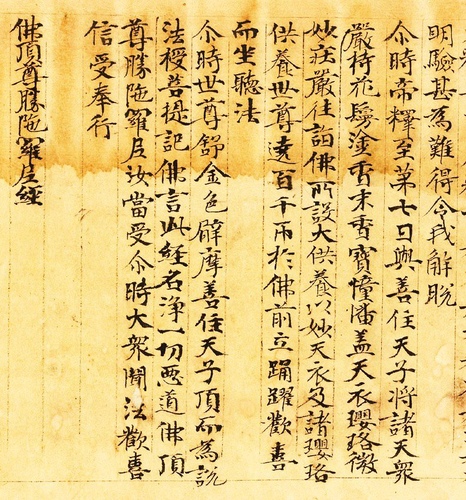 明驗甚為難得令我解脫
尒時帝釋至第七日與善住天子將諸天衆
嚴持花鬘塗香末香寶幢幡盖天衣瓔珞微
妙莊嚴往詣佛所設大供養以妙天衣及諸瓔珞
供養世尊遶百千帀於佛前立踊躍歡喜
而坐聽法
尒時世尊舒金色臂摩善住天子頂而為說
法授菩提記佛言此経名淨一切惡道佛頂
尊勝陁羅尼汝當受尒時大衆聞法歡喜
信受奉行
佛頂尊勝陁羅尼経